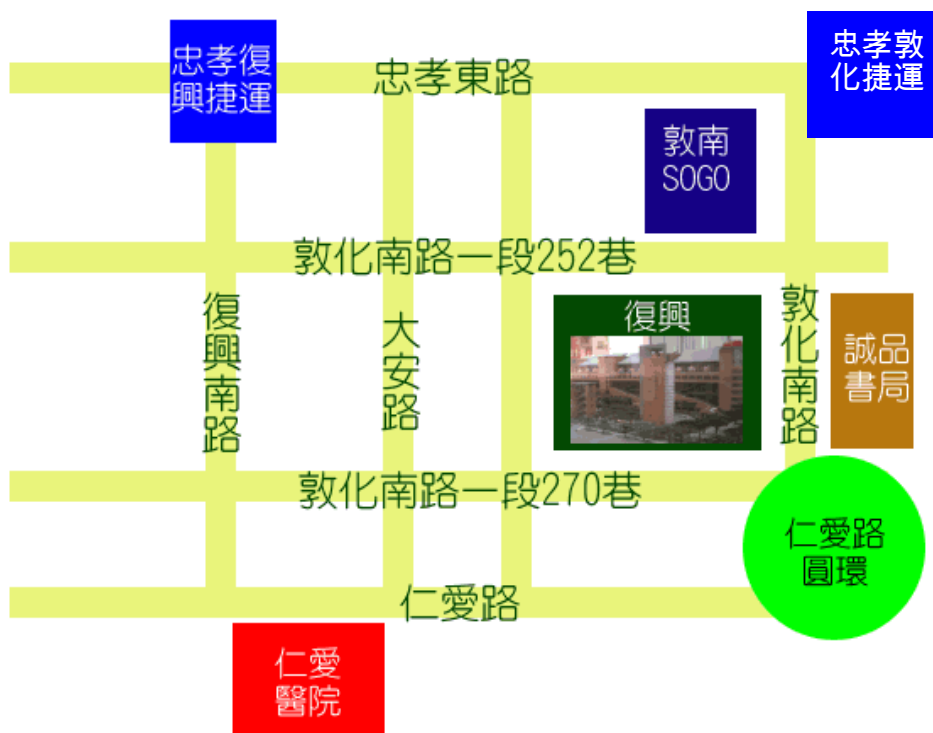 忠孝復
興捷運
忠孝東路
忠孝敦
化捷運
敦南
SOGO
敦化南路一段252巷
復興南路
大安路
復興
敦化南路
誠品
書局
敦化南路一段270巷
仁愛路
圓環
仁愛路
仁愛
醫院